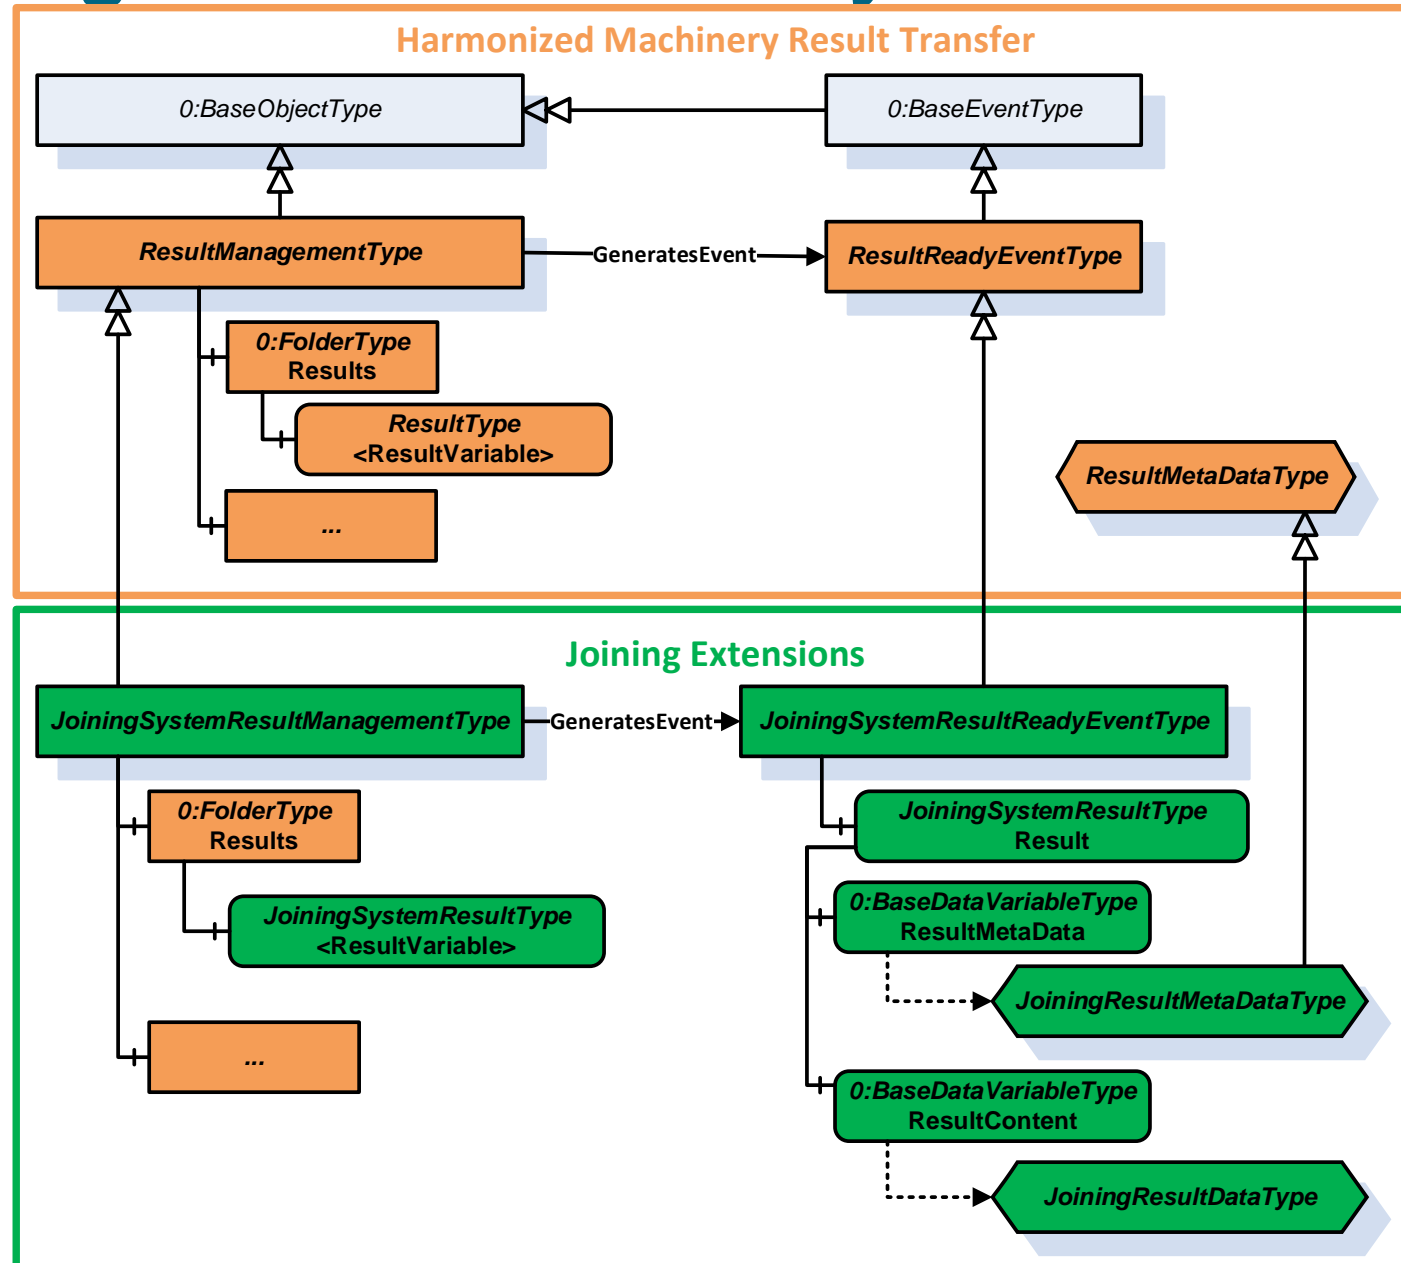 Harmonized Machinery Result Transfer
0:BaseObjectType
0:BaseEventType
ResultManagementType
GeneratesEvent
ResultReadyEventType
0:FolderType
Results
ResultType
<ResultVariable>
...
ResultMetaDataType
Joining Extensions
JoiningSystemResultManagementType
GeneratesEvent
JoiningSystemResultReadyEventType
0:FolderType
Results
JoiningSystemResultType
<ResultVariable>
...
JoiningSystemResultType
Result
0:BaseDataVariableType
ResultMetaData
JoiningResultMetaDataType
0:BaseDataVariableType
ResultContent
JoiningResultDataType